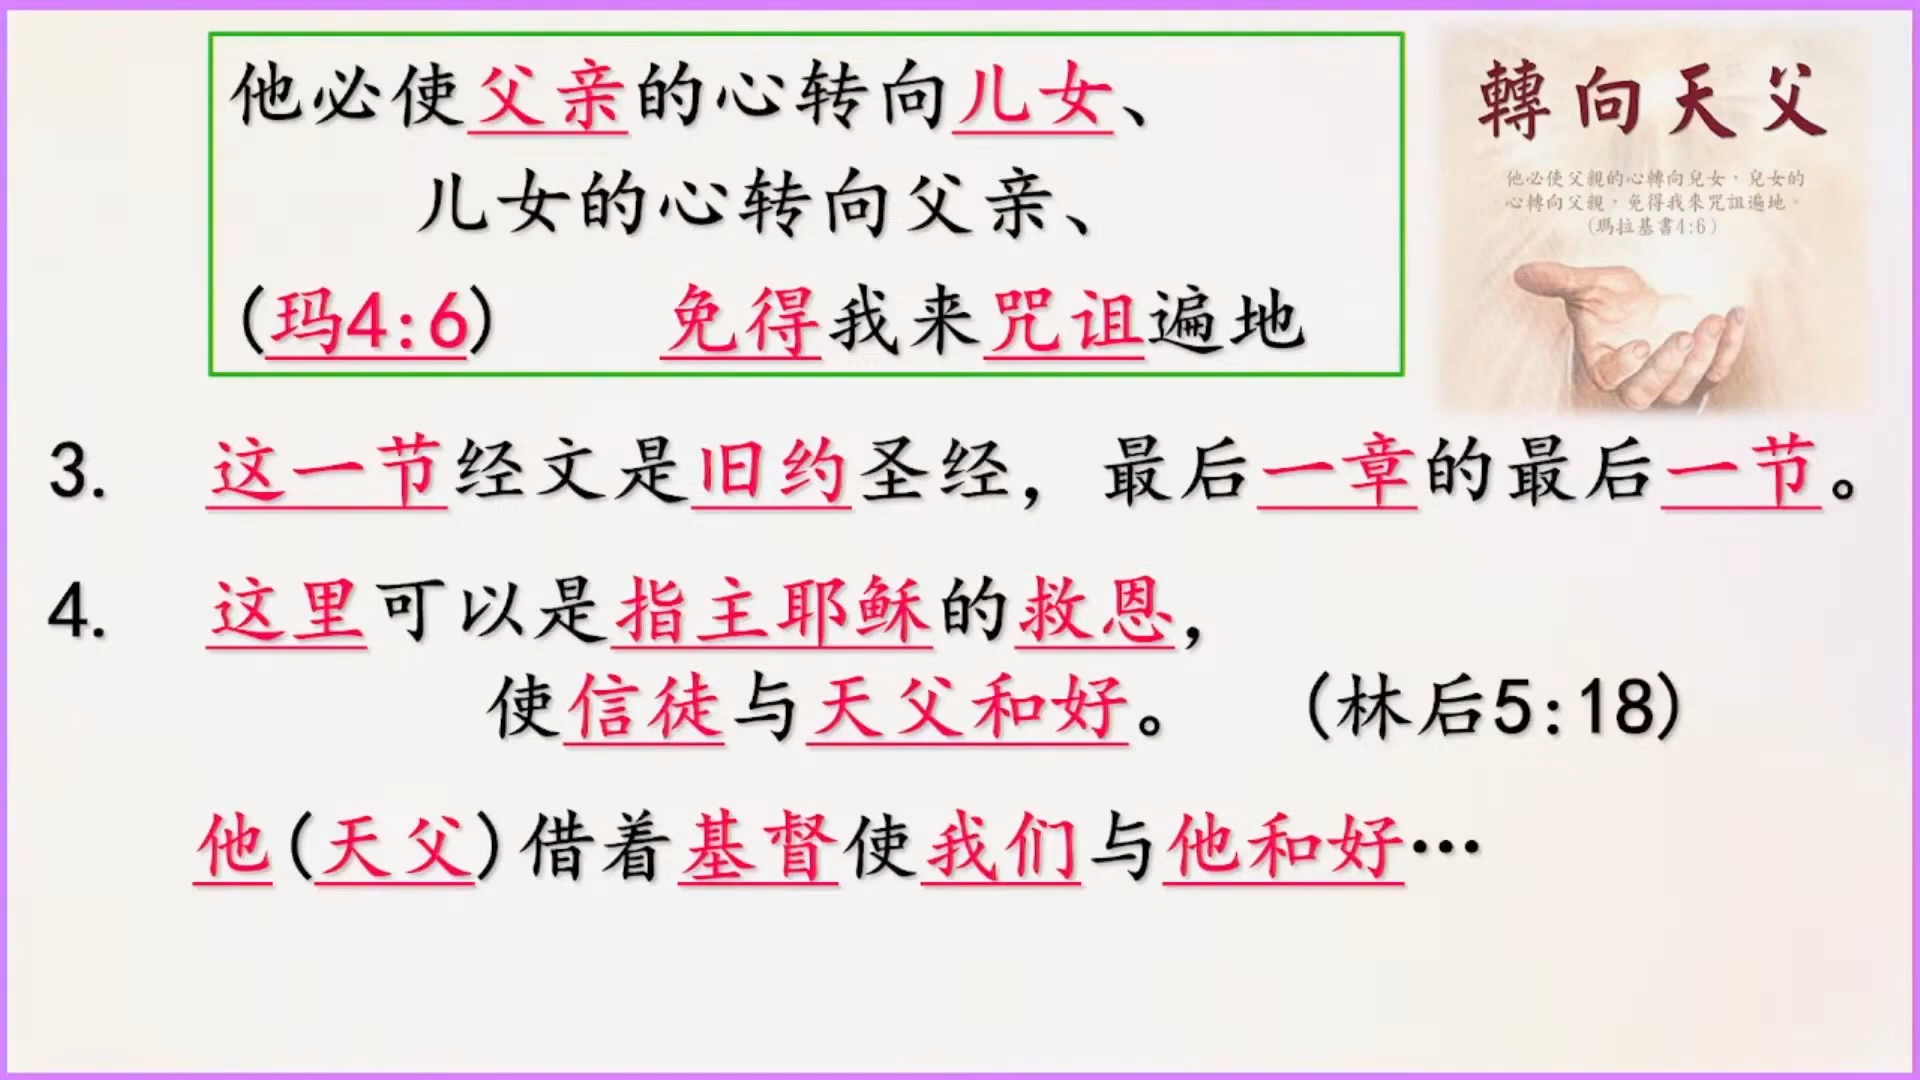 他必使父亲的心转向儿女、
儿女的心转向父亲、
(玛4:6) 免得我来咒诅遍地
轉向天父
他必使父親的心轉向兒女，兒女的
心轉向父親，免得我來咒詛遍地。
(瑪拉基書4:6)
3. 这一节经文是旧约圣经，最后一章的最后一节。
4. 这里可以是指主耶稣的救恩，
使信徒与天父和好。 (林后5:18)
他(天父)借着基督使我们与他和好…